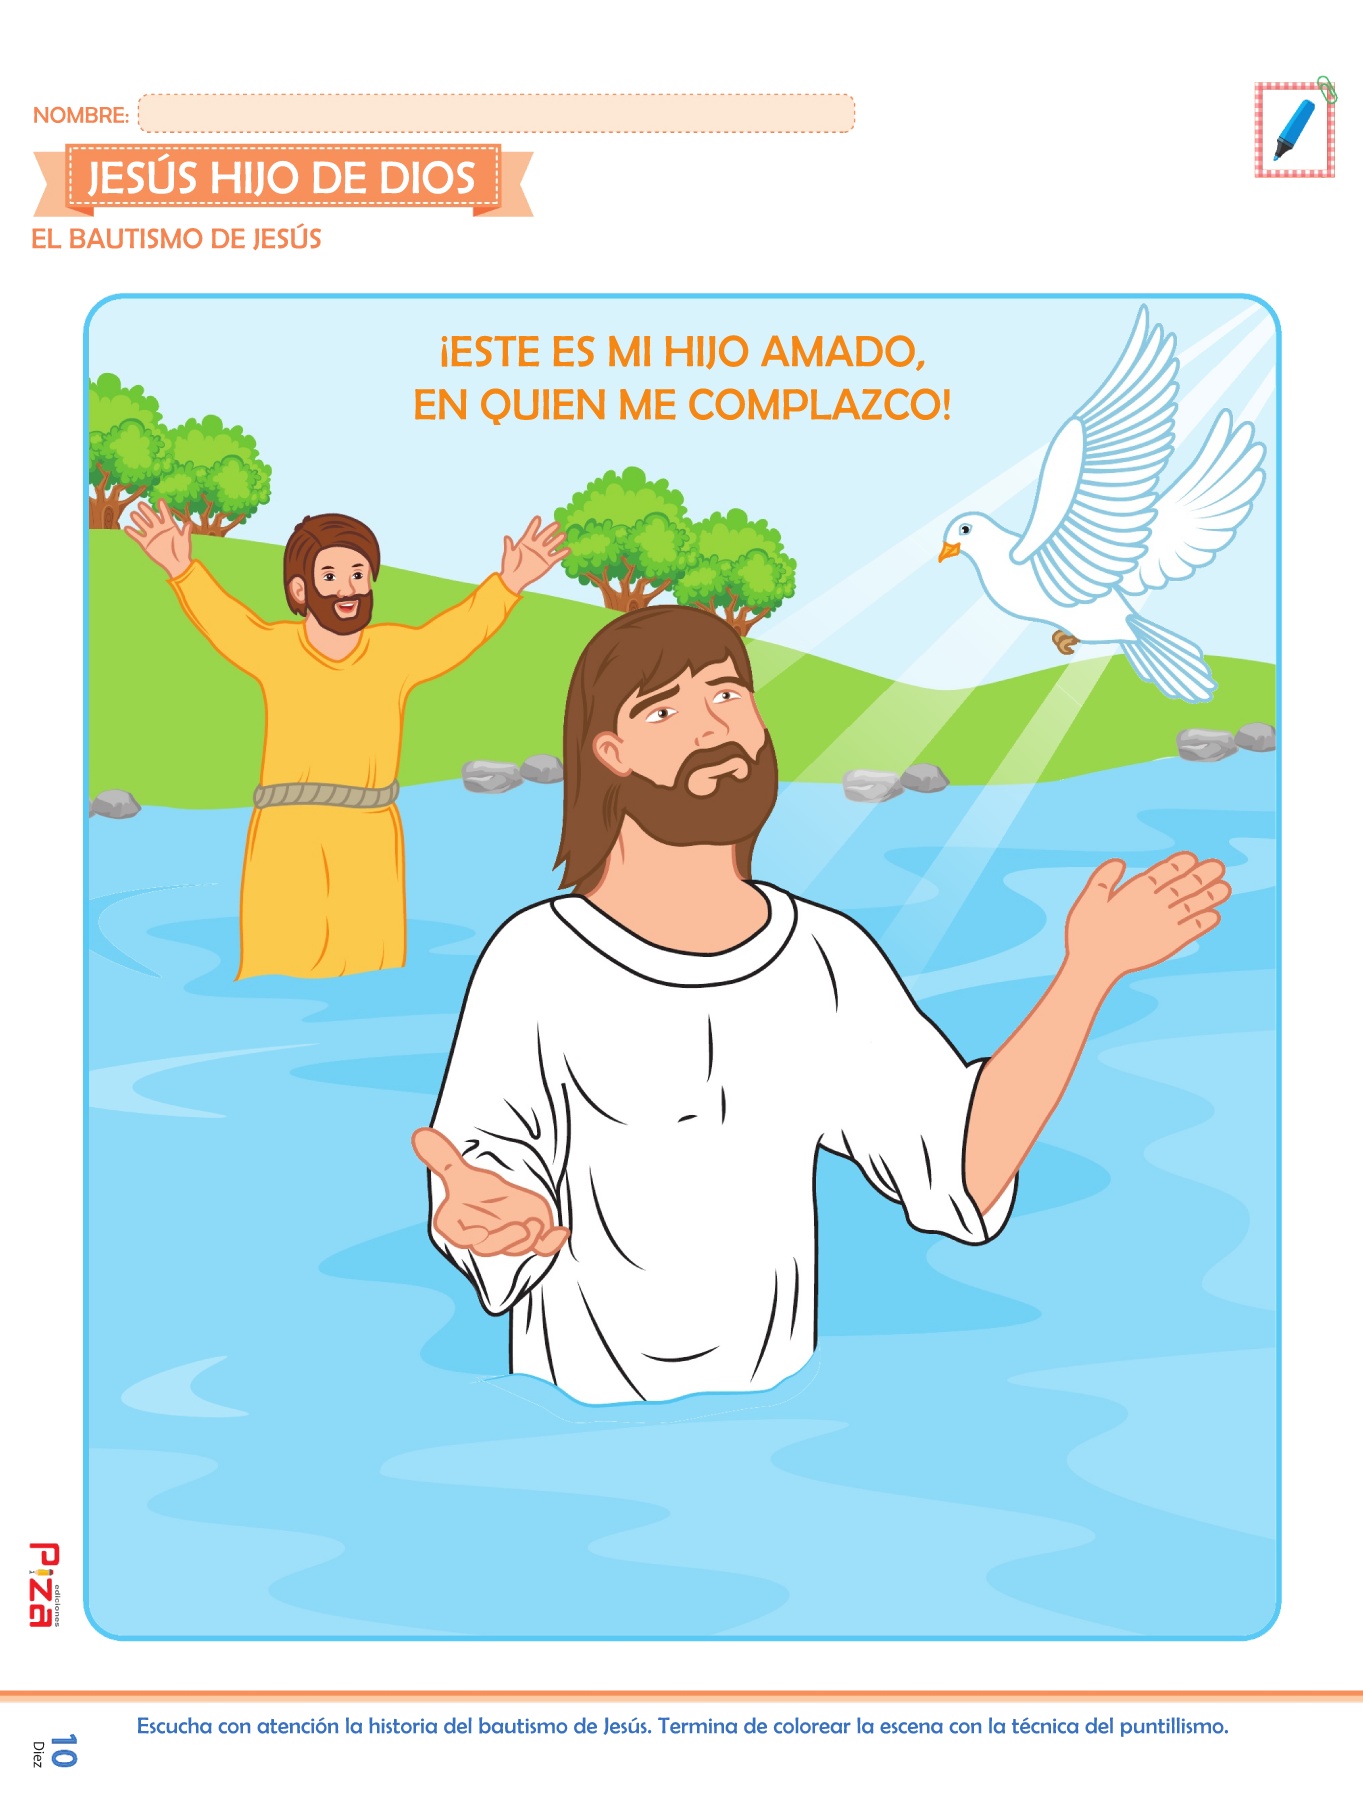 NOMBRE:
JESÚS HIJO DE DIOS
EL BAUTISMO DE JESÚS
¡ESTE ES MI HIJO AMADO,
EN QUIEN ME COMPLAZCO!
Piza
ediciones
Escucha con atención la historia del bautismo de Jesús. Termina de colorear la escena con la técnica del puntillismo.
10
Diez